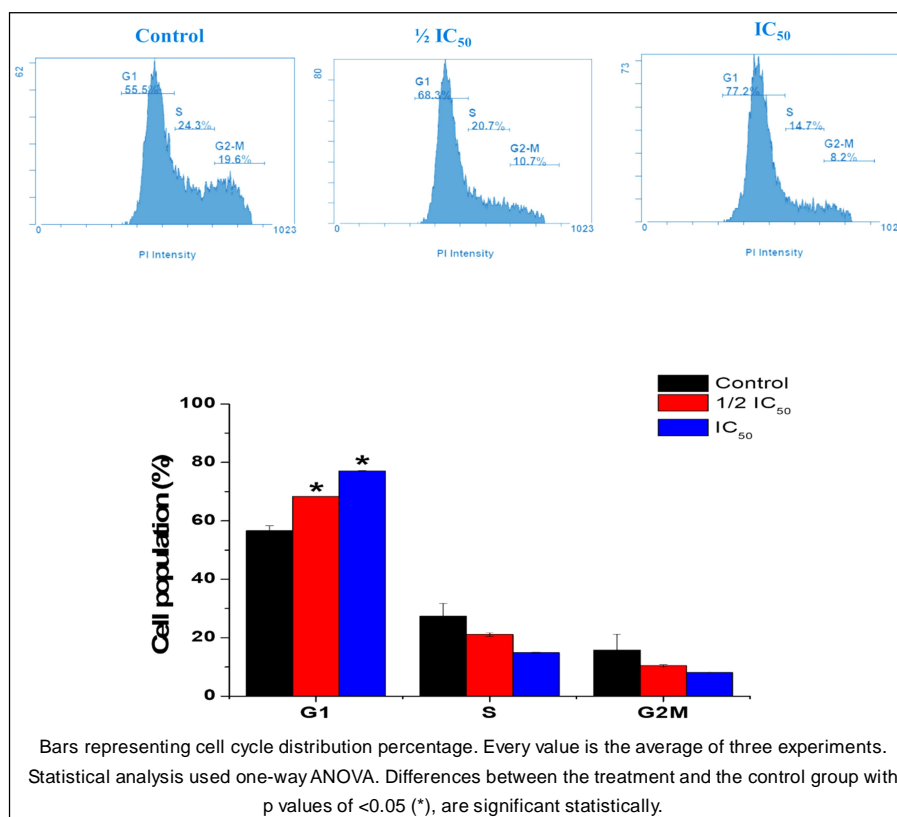 Control
½ IC50
IC50
62
G1
55.5%
S
24.3%
G2-M
19.6%
0
1023
PI Intensity
80
G1
68.3%
S
20.7%
G2-M
10.7%
0
1023
PI Intensity
73
G1
77.2%
S
14.7%
G2-M
8.2%
0
102
PI Intensity
Control
1/2 IC50
IC50
Cell population (%)
100
80
60
40
20
0
* *
G1
S
G2M
Bars representing cell cycle distribution percentage. Every value is the average of three experiments.
Statistical analysis used one-way ANOVA. Differences between the treatment and the control group with
p values of <0.05 (*), are significant statistically.